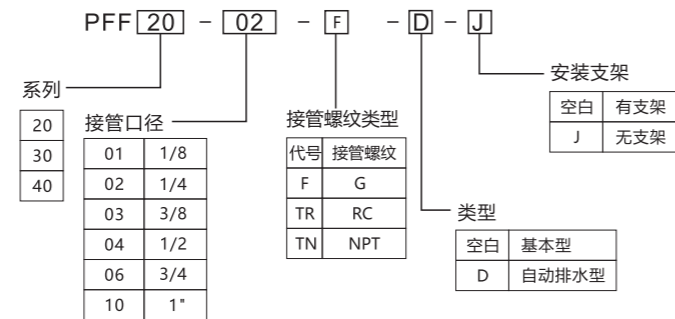 PFF 20 - 02 - F - D - J
系列
20
30
40
接管口径
01 1/8
02 1/4
03 3/8
04 1/2
06 3/4
10 1"
接管螺纹类型
代号 接管螺纹
F G
TR RC
TN NPT
类型
空白 基本型
D 自动排水型
安装支架
空白 有支架
J 无支架